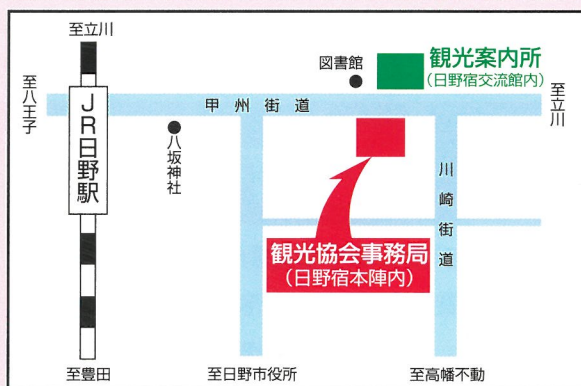 至立川
図書館
観光案内所
(日野宿交流館内)
至八王子
甲州街道
至立川
JR日野駅
八坂神社
川崎街道
観光協会事務局
(日野宿本陣内)
至豊田
至日野市役所
至高幡不動